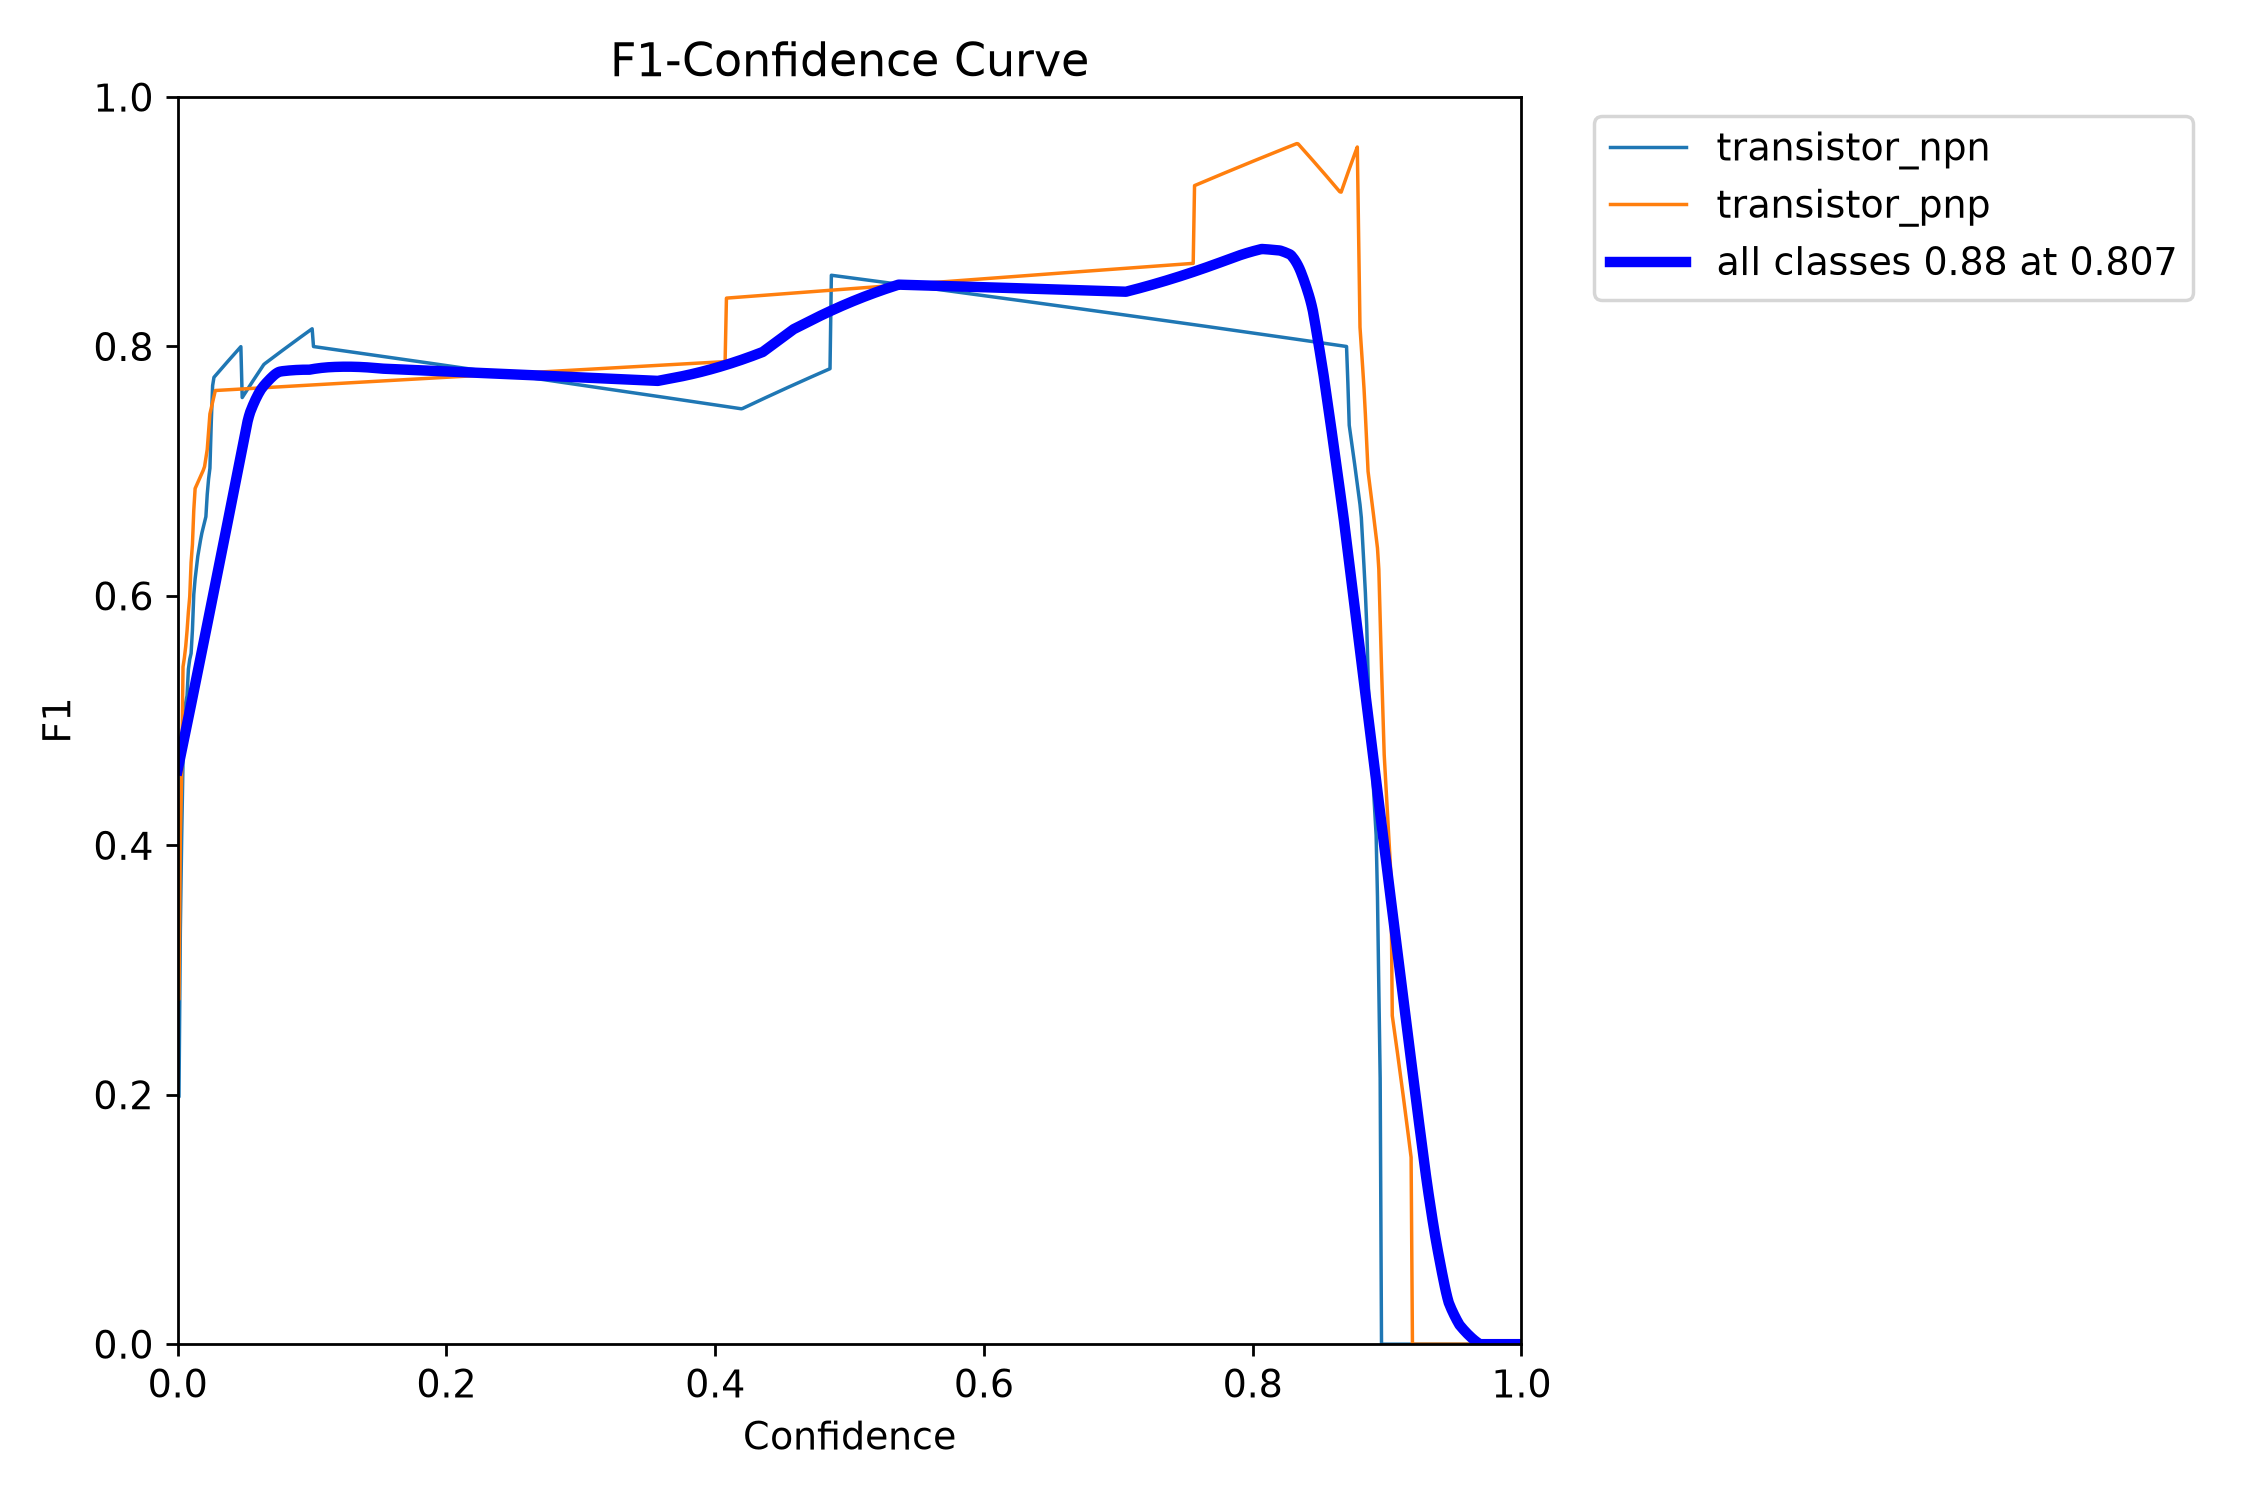 F1-Confidence Curve
1.0
0.8
0.6
0.4
0.2
0.0
F1
0.0 0.2 0.4 0.6 0.8 1.0
Confidence
transistor_npn
transistor_pnp
all classes 0.88 at 0.807